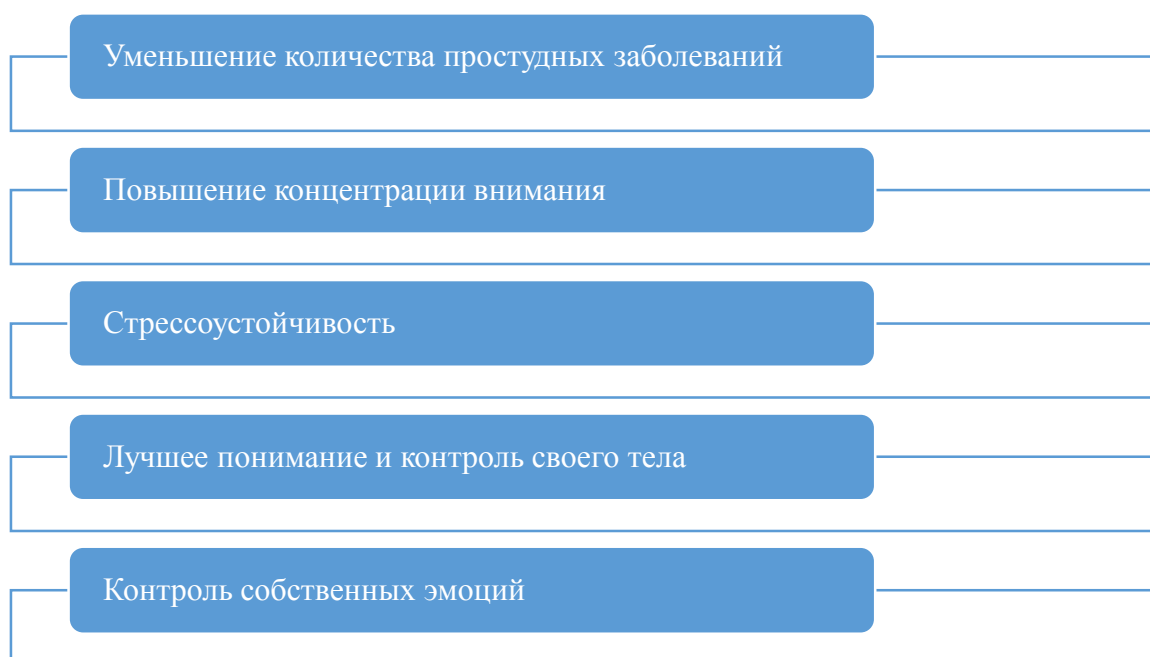 Уменьшение количества простудных заболеваний
Повышение концентрации внимания
Стрессоустойчивость
Лучшее понимание и контроль своего тела
Контроль собственных эмоций